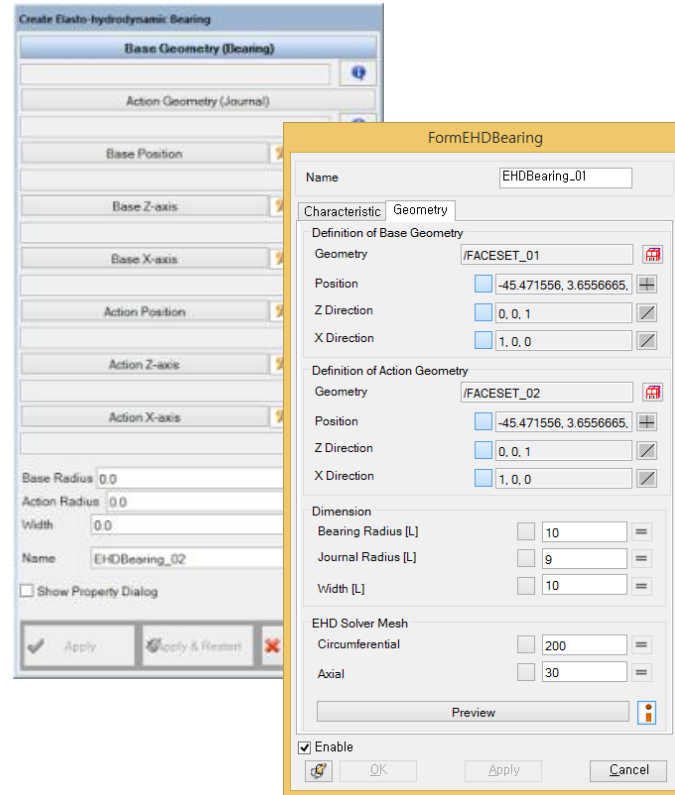 Create Elasto-hydrodynamic Bearing
Base Geometry (Bearing)
Action Geometry (Journal)
Base Position
Base Z-axis
Base X-axis
Action Position
Action Z-axis
Action X-axis
Base Radius 0.0
Action Radius 0.0
Width 0.0
Name EHDBearing_02
Show Property Dialog
Apply Apply & Restart
FormEHDBearing
Name EHDBearing_01
Characteristic Geometry
Definition of Base Geometry
Geometry /FACESET_01
Position -45.471556, 3.6556665,
Z Direction 0, 0, 1
X Direction 1, 0, 0
Definition of Action Geometry
Geometry /FACESET_02
Position -45.471556, 3.6556665,
Z Direction 0, 0, 1
X Direction 1, 0, 0
Dimension
Bearing Radius [L] 10
Journal Radius [L] 9
Width [L] 10
EHD Solver Mesh
Circumferential 200
Axial 30
Preview
Enable
OK Apply Cancel